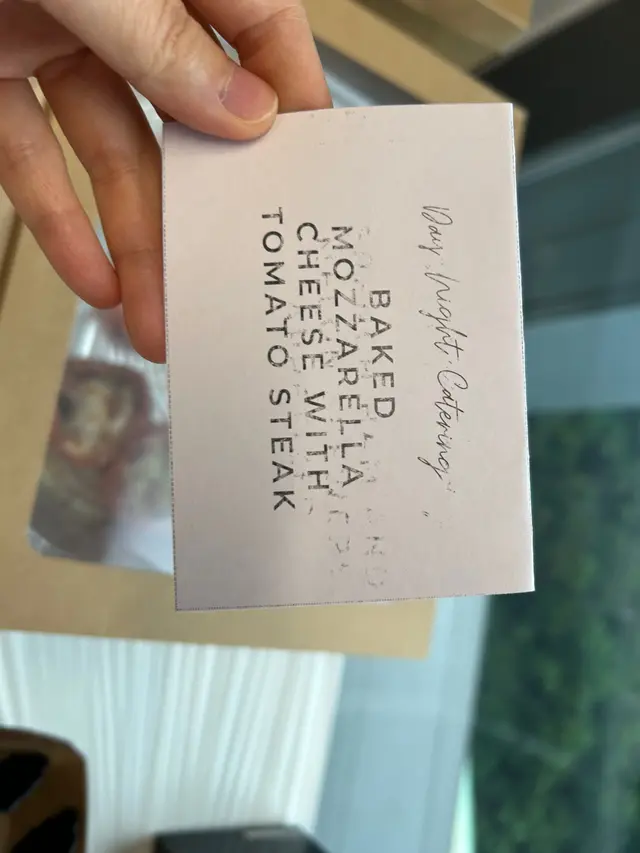 Day Night Catering
BAKED
MOZZARELLA
CHEESE WITH
TOMATO STEAK